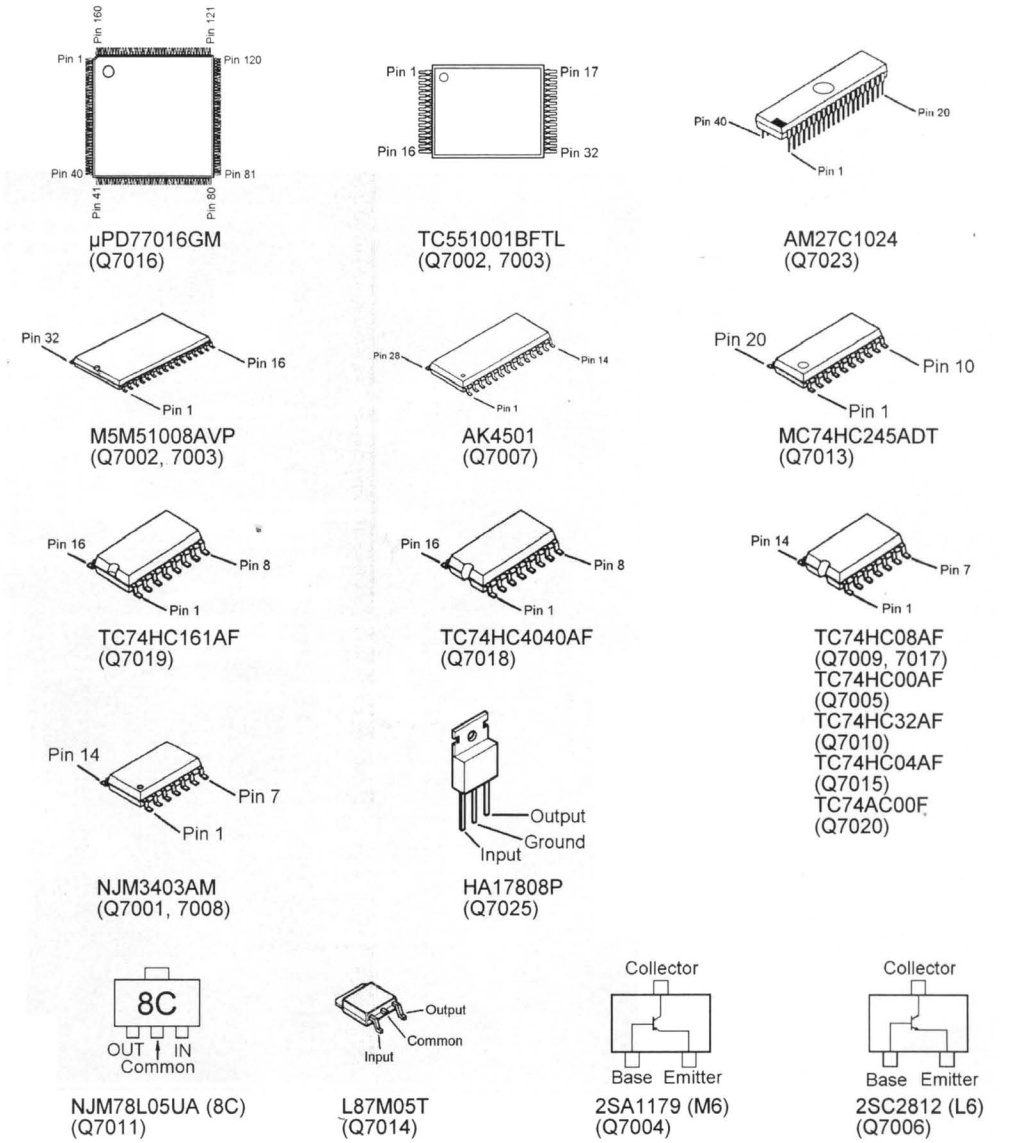 Pin 160
Pin 121
Pin 1
Pin 120
Pin 40
Pin 81
Pin 41
Pin 80
µPD77016GM
(Q7016)
Pin 1
Pin 17
Pin 16
Pin 32
TC551001BFTL
(Q7002, 7003)
Pin 40
Pin 20
Pin 1
AM27C1024
(Q7023)
Pin 32
Pin 16
Pin 1
M5M51008AVP
(Q7002, 7003)
Pin 28
Pin 14
Pin 1
AK4501
(Q7007)
Pin 20
Pin 10
Pin 1
MC74HC245ADT
(Q7013)
Pin 16
Pin 8
Pin 1
TC74HC161AF
(Q7019)
Pin 16
Pin 8
Pin 1
TC74HC4040AF
(Q7018)
Pin 14
Pin 7
Pin 1
TC74HC08AF
(Q7009, 7017)
TC74HC00AF
(Q7005)
TC74HC32AF
(Q7010)
TC74HC04AF
(Q7015)
TC74AC00F
(Q7020)
Pin 14
Pin 7
Pin 1
NJM3403AM
(Q7001, 7008)
Output
Ground
Input
HA17808P
(Q7025)
8C
OUT IN
Common
NJM78L05UA (8C)
(Q7011)
Output
Common
Input
L87M05T
(Q7014)
Collector
Base Emitter
2SA1179 (M6)
(Q7004)
Collector
Base Emitter
2SC2812 (L6)
(Q7006)